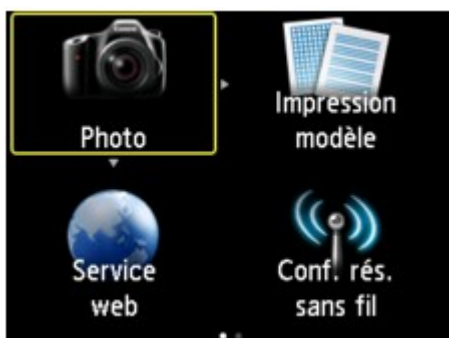 Photo
Impression
modèle
Service
web
Conf. rés.
sans fil